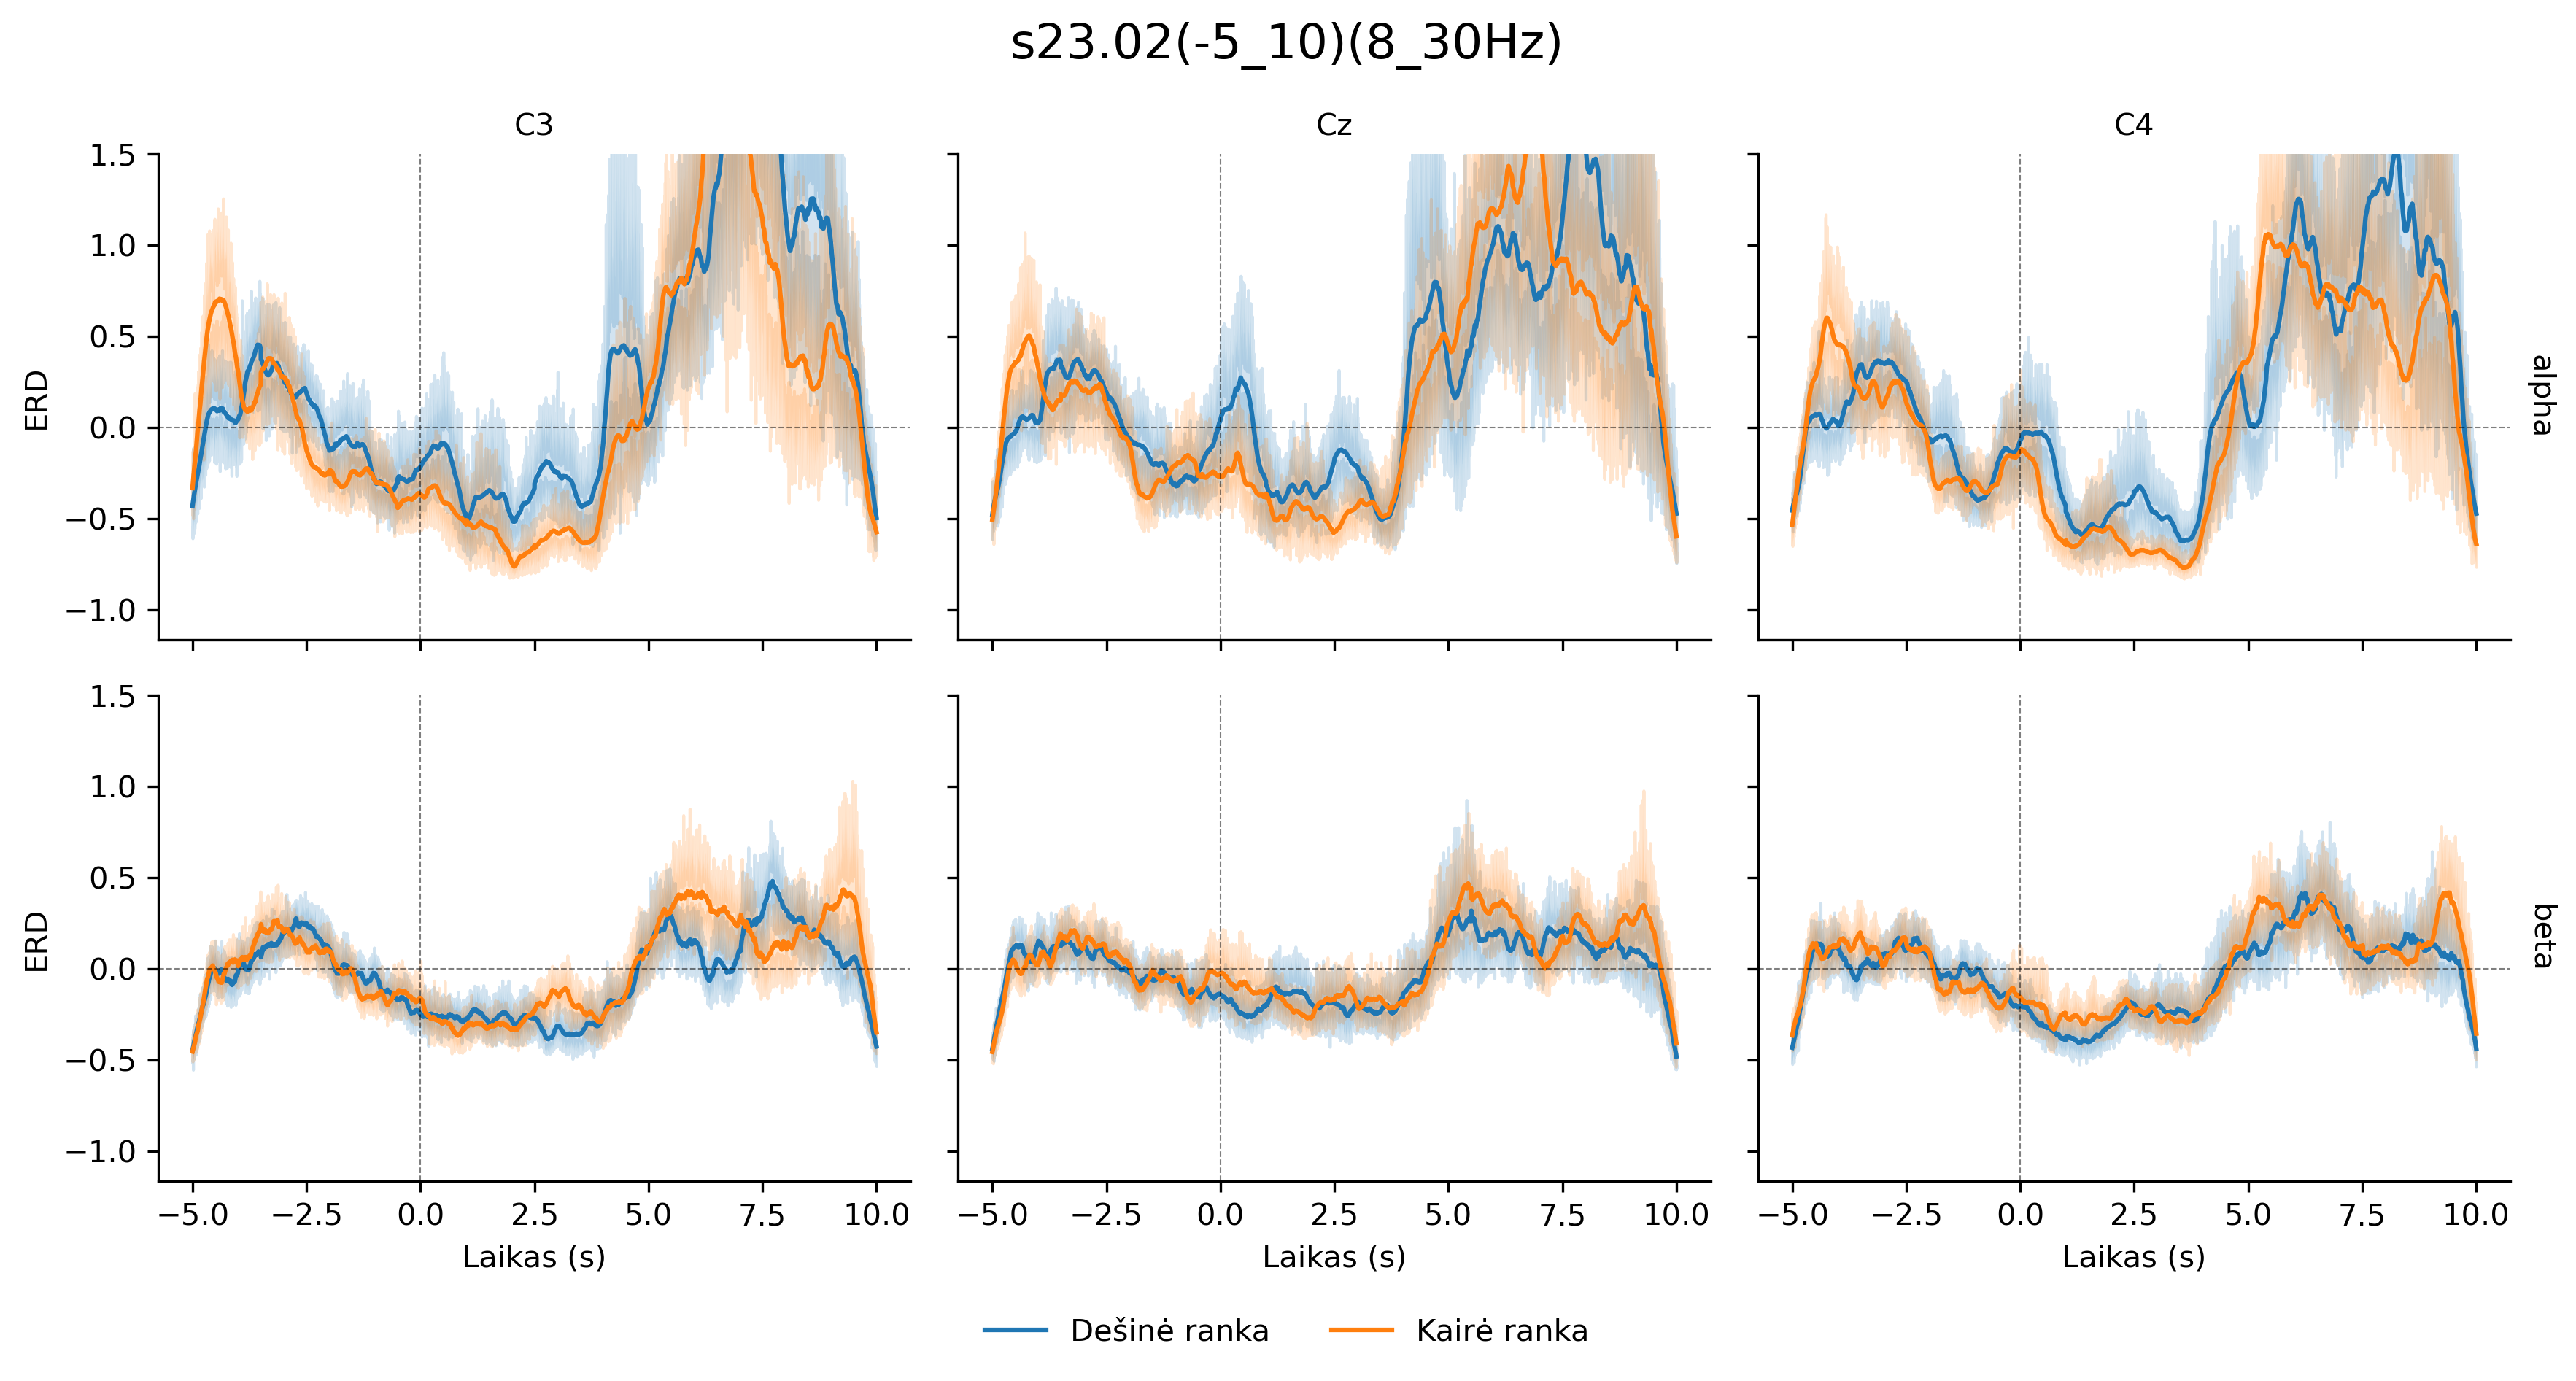 s23.02(-5_10)(8_30Hz)
C3 Cz C4
1.5
1.0
0.5
0.0
−0.5
−1.0
ERD
alpha
1.5
1.0
0.5
0.0
−0.5
−1.0
ERD
beta
−5.0 −2.5 0.0 2.5 5.0 7.5 10.0 −5.0 −2.5 0.0 2.5 5.0 7.5 10.0 −5.0 −2.5 0.0 2.5 5.0 7.5 10.0
Laikas (s) Laikas (s) Laikas (s)
Dešinė ranka Kairė ranka